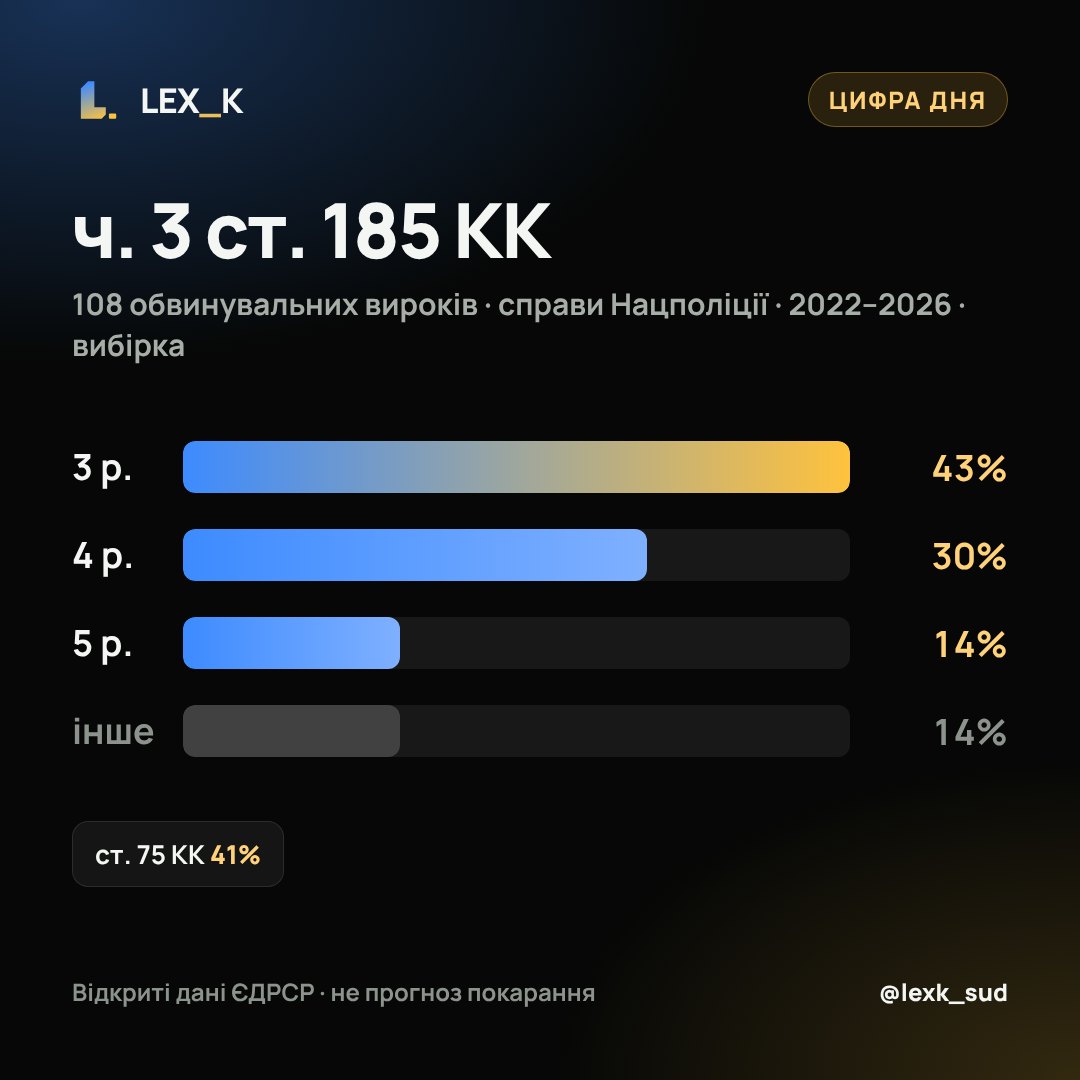 LEX_K
ЦИФРА ДНЯ
ч. 3 ст. 185 КК
108 обвинувальних вироків · справи Нацполіції · 2022–2026 ·
вибірка
3 р. 43%
4 р. 30%
5 р. 14%
інше 14%
ст. 75 КК 41%
Відкриті дані ЄДРСР · не прогноз покарання
@lexk_sud